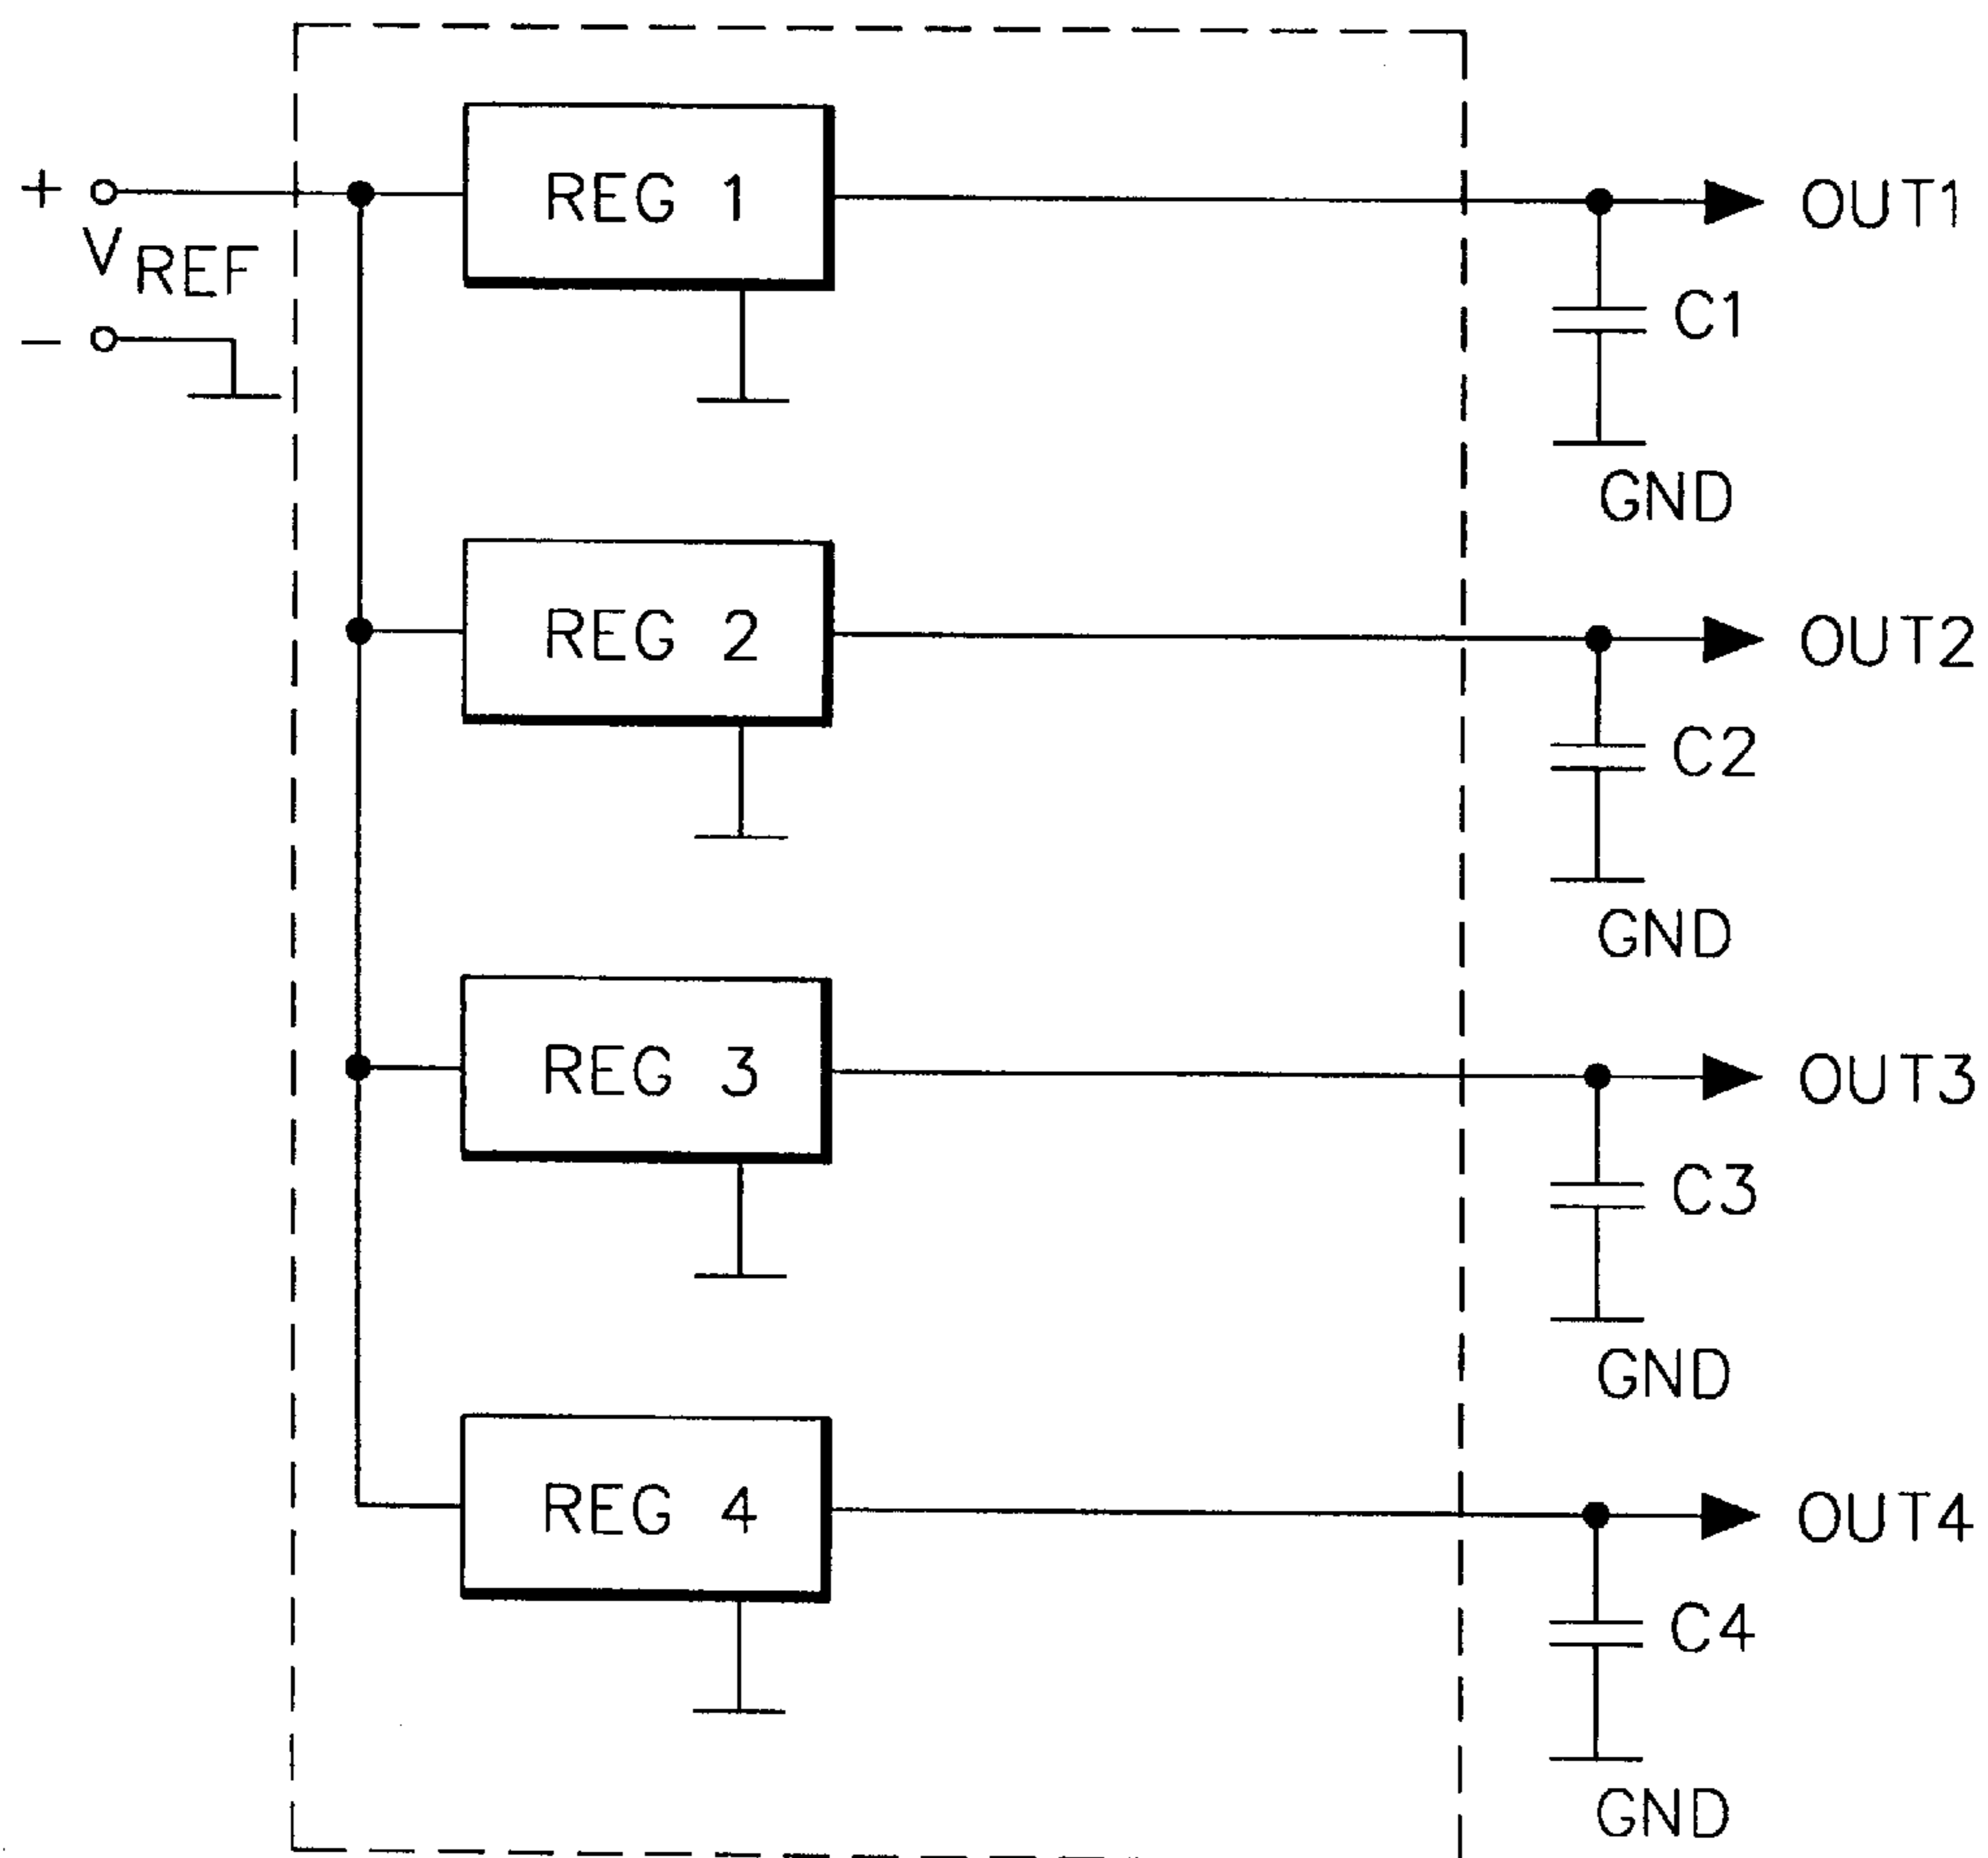 +
REG 1
OUT1
VREF
C1
−
GND
REG 2
OUT2
C2
GND
REG 3
OUT3
C3
GND
REG 4
OUT4
C4
GND